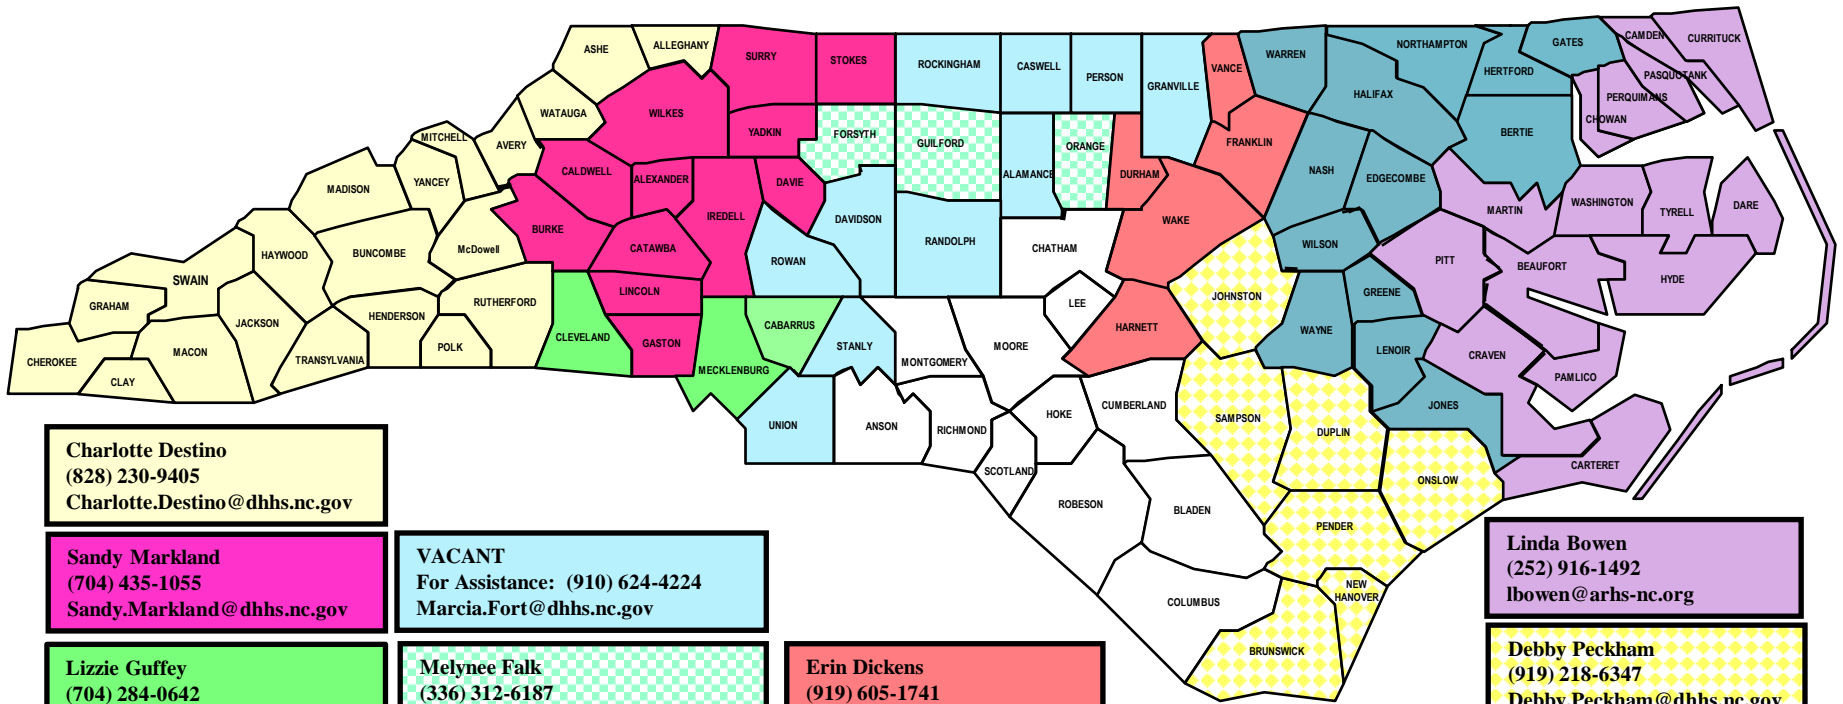 ASHE
ALLEGHANY
SURRY
STOKES
ROCKINGHAM
CASWELL
PERSON
GRANVILLE
VANCE
WARREN
NORTHAMPTON
GATES
CAMDEN
CURRITUCK
HERTFORD
PASQUOTANK
PERQUIMANS
CHOWAN
HALIFAX
BERTIE
WATAUGA
WILKES
YADKIN
FORSYTH
GUILFORD
ORANGE
FRANKLIN
MITCHELL
AVERY
CALDWELL
ALEXANDER
DAVIE
ALAMANCE
DURHAM
NASH
EDGECOMBE
MADISON
YANCEY
IREDELL
DAVIDSON
WAKE
MARTIN
WASHINGTON
TYRELL
DARE
BURKE
CATAWBA
ROWAN
RANDOLPH
CHATHAM
WILSON
HAYWOOD
BUNCOMBE
McDowell
PITT
BEAUFORT
HYDE
SWAIN
GRAHAM
RUTHERFORD
LINCOLN
LEE
JOHNSTON
GREENE
JACKSON
HENDERSON
CABARRUS
HARNETT
WAYNE
CHEROKEE
MACON
TRANSYLVANIA
POLK
CLEVELAND
GASTON
STANLY
MOORE
LENOIR
CRAVEN
CLAY
MECKLENBURG
MONTGOMERY
PAMLICO
UNION
ANSON
RICHMOND
HOKE
CUMBERLAND
SAMPSON
DUPLIN
JONES
SCOTLAND
CARTERET
ONSLOW
ROBESON
BLADEN
PENDER
COLUMBUS
NEW
HANOVER
BRUNSWICK
Charlotte Destino
(828) 230-9405
Charlotte.Destino@dhhs.nc.gov
Sandy Markland
(704) 435-1055
Sandy.Markland@dhhs.nc.gov
VACANT
For Assistance: (910) 624-4224
Marcia.Fort@dhhs.nc.gov
Linda Bowen
(252) 916-1492
lbowen@arhs-nc.org
Lizzie Guffey
(704) 284-0642
Melynee Falk
(336) 312-6187
Erin Dickens
(919) 605-1741
Debby Peckham
(919) 218-6347
Debby.Peckham@dhhs.nc.gov